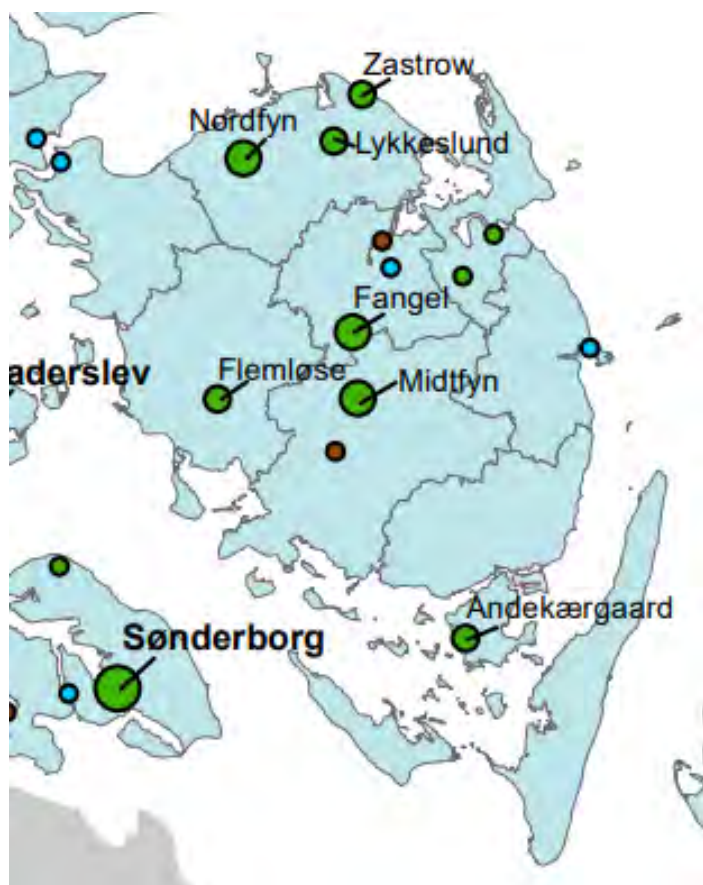 Zastrow
Nørdfyn
Lykkeslund
Fangel
aderslev
Flemløse
Midtfyn
Andekærgaard
Sønderborg